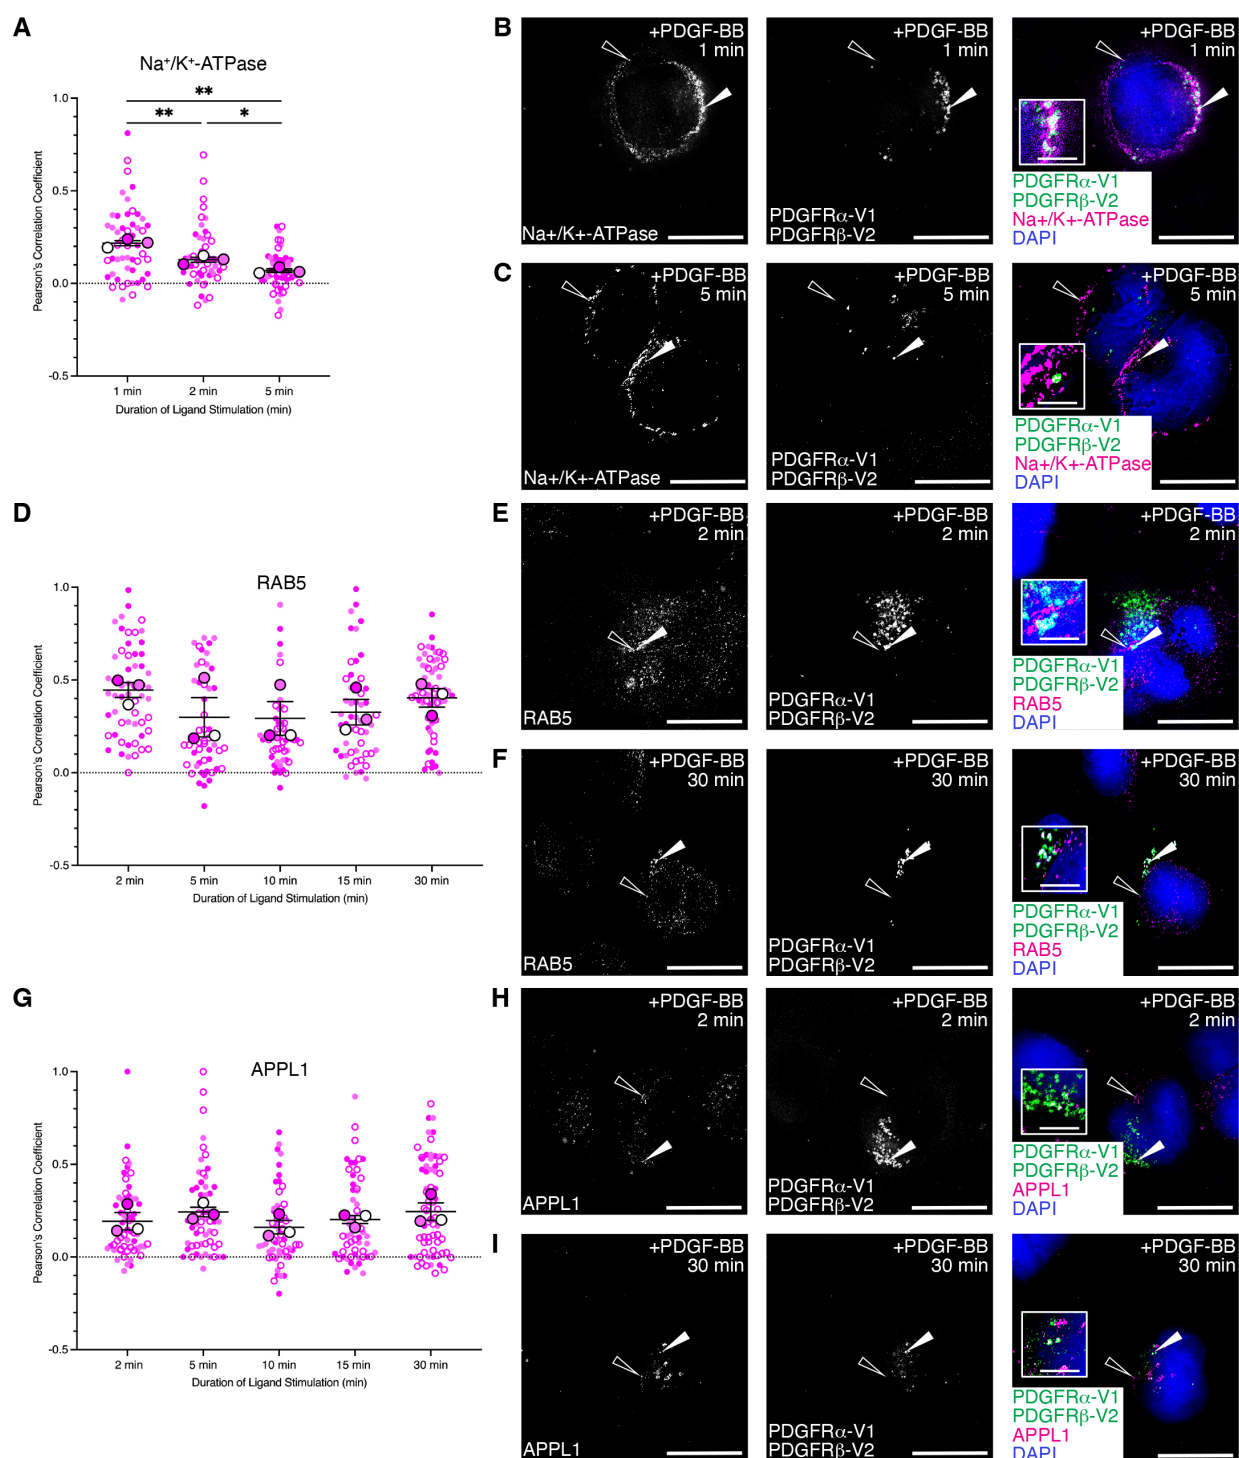 A
Na⁺/K⁺-ATPase
**
** *
1.0
0.5
0.0
-0.5
Pearson's Correlation Coefficient
1 min 2 min 5 min
Duration of Ligand Stimulation (min)
B
+PDGF-BB
1 min
Na+/K+-ATPase
+PDGF-BB
1 min
PDGFRα-V1
PDGFRβ-V2
+PDGF-BB
1 min
PDGFRα-V1
PDGFRβ-V2
Na+/K+-ATPase
DAPI
C
+PDGF-BB
5 min
Na+/K+-ATPase
+PDGF-BB
5 min
PDGFRα-V1
PDGFRβ-V2
+PDGF-BB
5 min
PDGFRα-V1
PDGFRβ-V2
Na+/K+-ATPase
DAPI
D
RAB5
1.0
0.5
0.0
-0.5
Pearson's Correlation Coefficient
2 min 5 min 10 min 15 min 30 min
Duration of Ligand Stimulation (min)
E
+PDGF-BB
2 min
RAB5
+PDGF-BB
2 min
PDGFRα-V1
PDGFRβ-V2
+PDGF-BB
2 min
PDGFRα-V1
PDGFRβ-V2
RAB5
DAPI
F
+PDGF-BB
30 min
RAB5
+PDGF-BB
30 min
PDGFRα-V1
PDGFRβ-V2
+PDGF-BB
30 min
PDGFRα-V1
PDGFRβ-V2
RAB5
DAPI
G
APPL1
1.0
0.5
0.0
-0.5
Pearson's Correlation Coefficient
2 min 5 min 10 min 15 min 30 min
Duration of Ligand Stimulation (min)
H
+PDGF-BB
2 min
APPL1
+PDGF-BB
2 min
PDGFRα-V1
PDGFRβ-V2
+PDGF-BB
2 min
PDGFRα-V1
PDGFRβ-V2
APPL1
DAPI
I
+PDGF-BB
30 min
APPL1
+PDGF-BB
30 min
PDGFRα-V1
PDGFRβ-V2
+PDGF-BB
30 min
PDGFRα-V1
PDGFRβ-V2
APPL1
DAPI